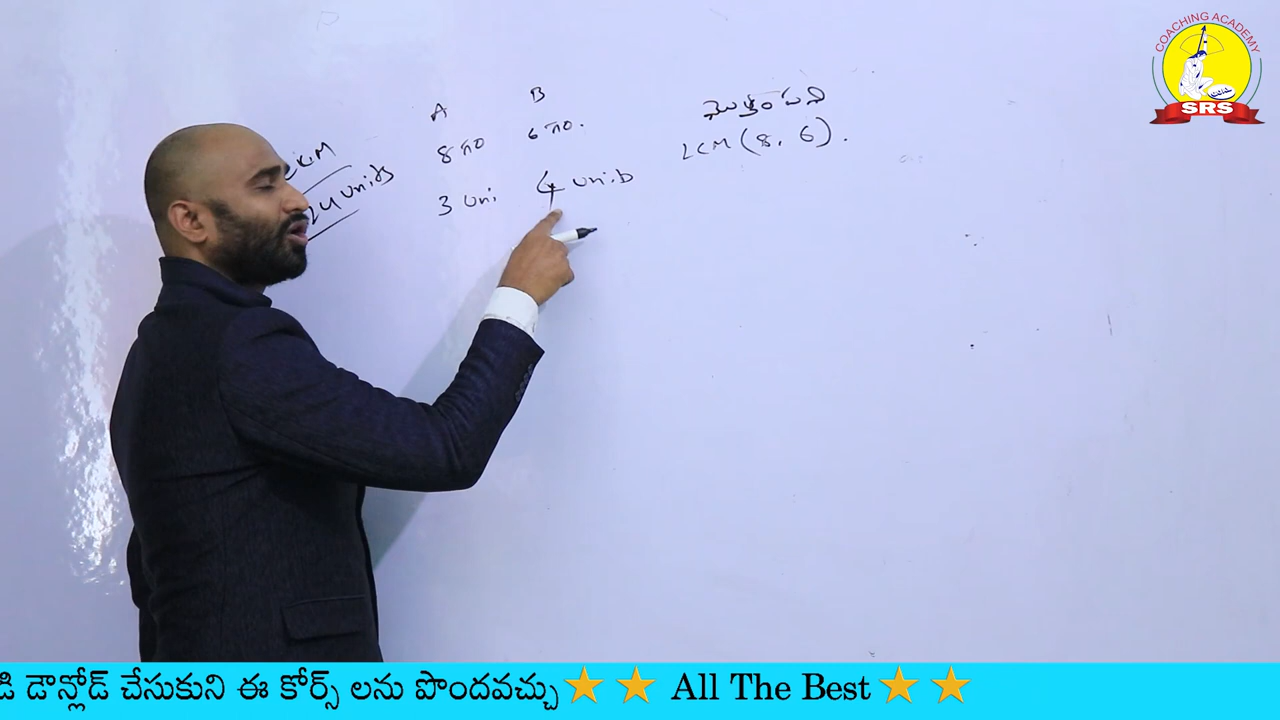 COACHING ACADEMY
SRS
A B మొత్తం పని
8 గం 6 గం. LCM (8, 6).
24 units 3 uni 4 units
డి డౌన్లోడ్ చేసుకుని ఈ కోర్స్ లను పొందవచ్చు All The Best